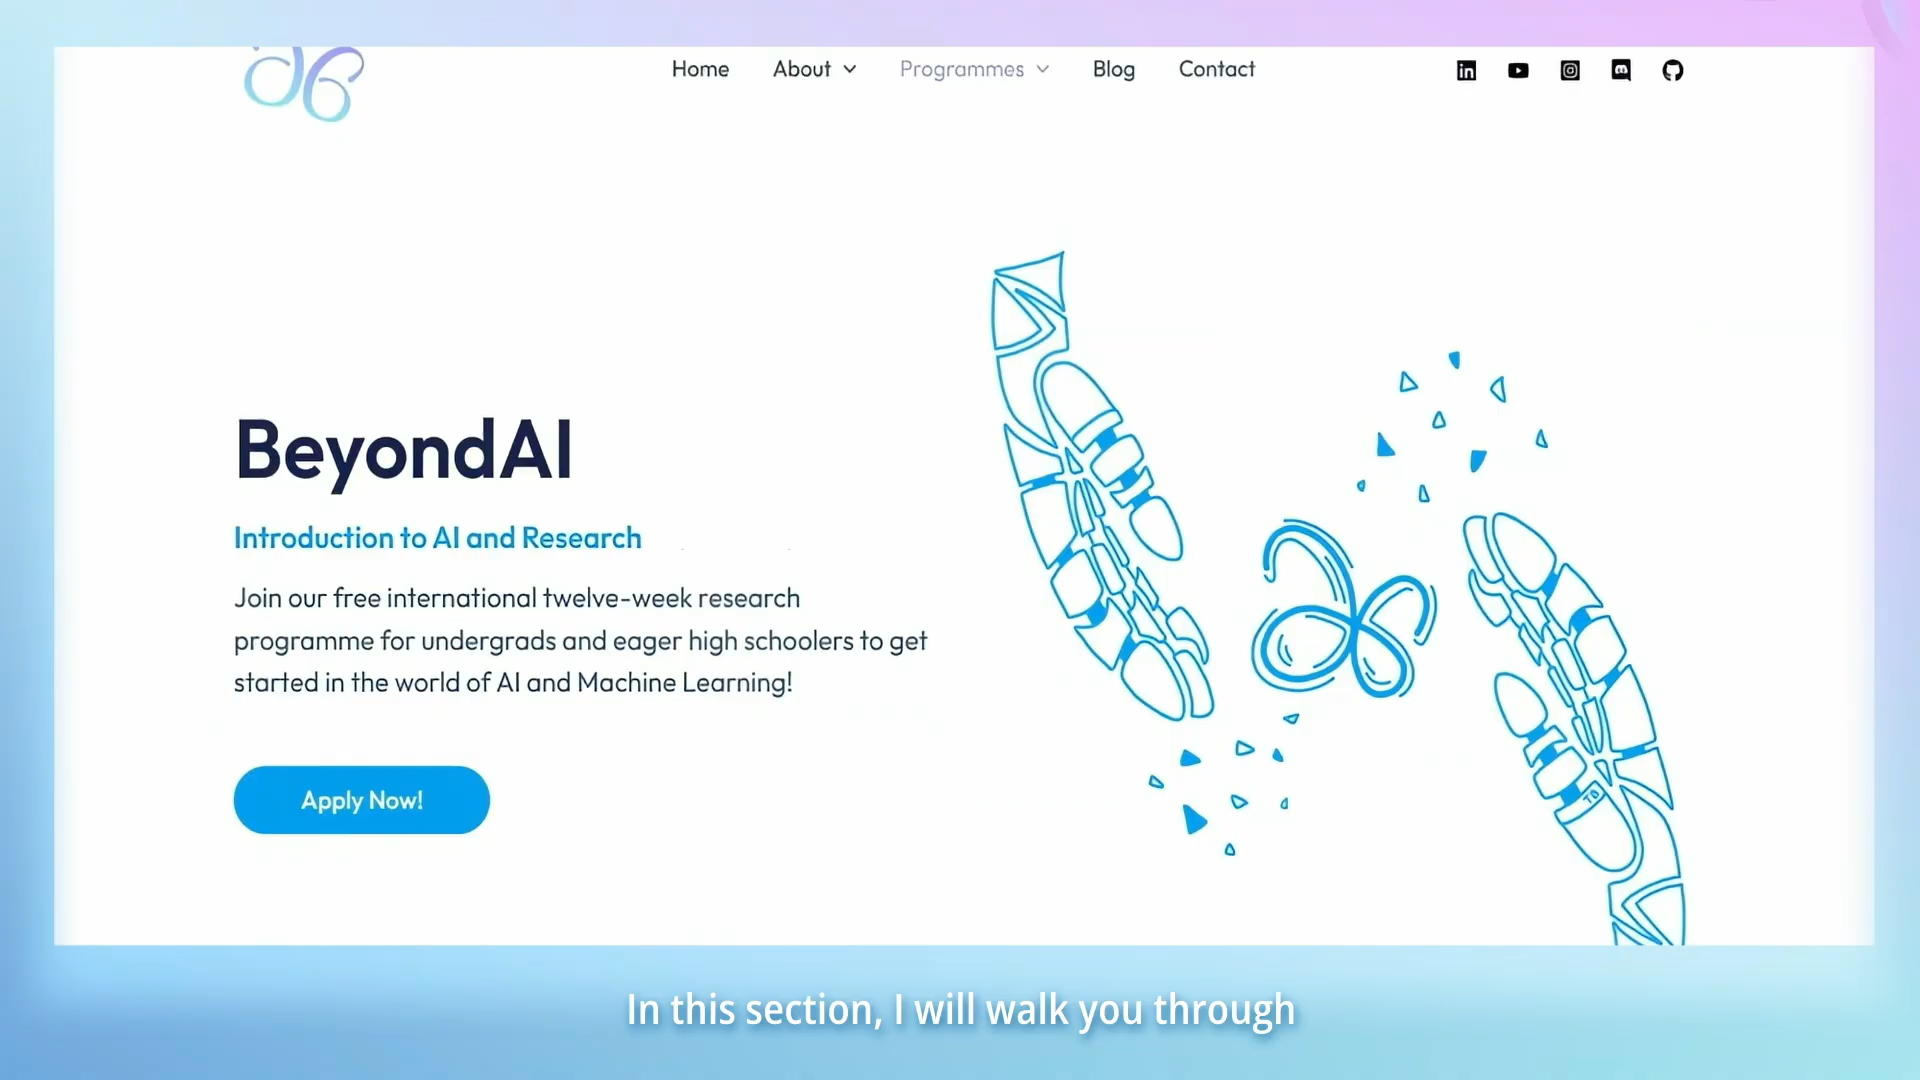 Home
About
Programmes
Blog
Contact
BeyondAI
Introduction to AI and Research
Join our free international twelve-week research
programme for undergrads and eager high schoolers to get
started in the world of AI and Machine Learning!
Apply Now!
In this section, I will walk you through